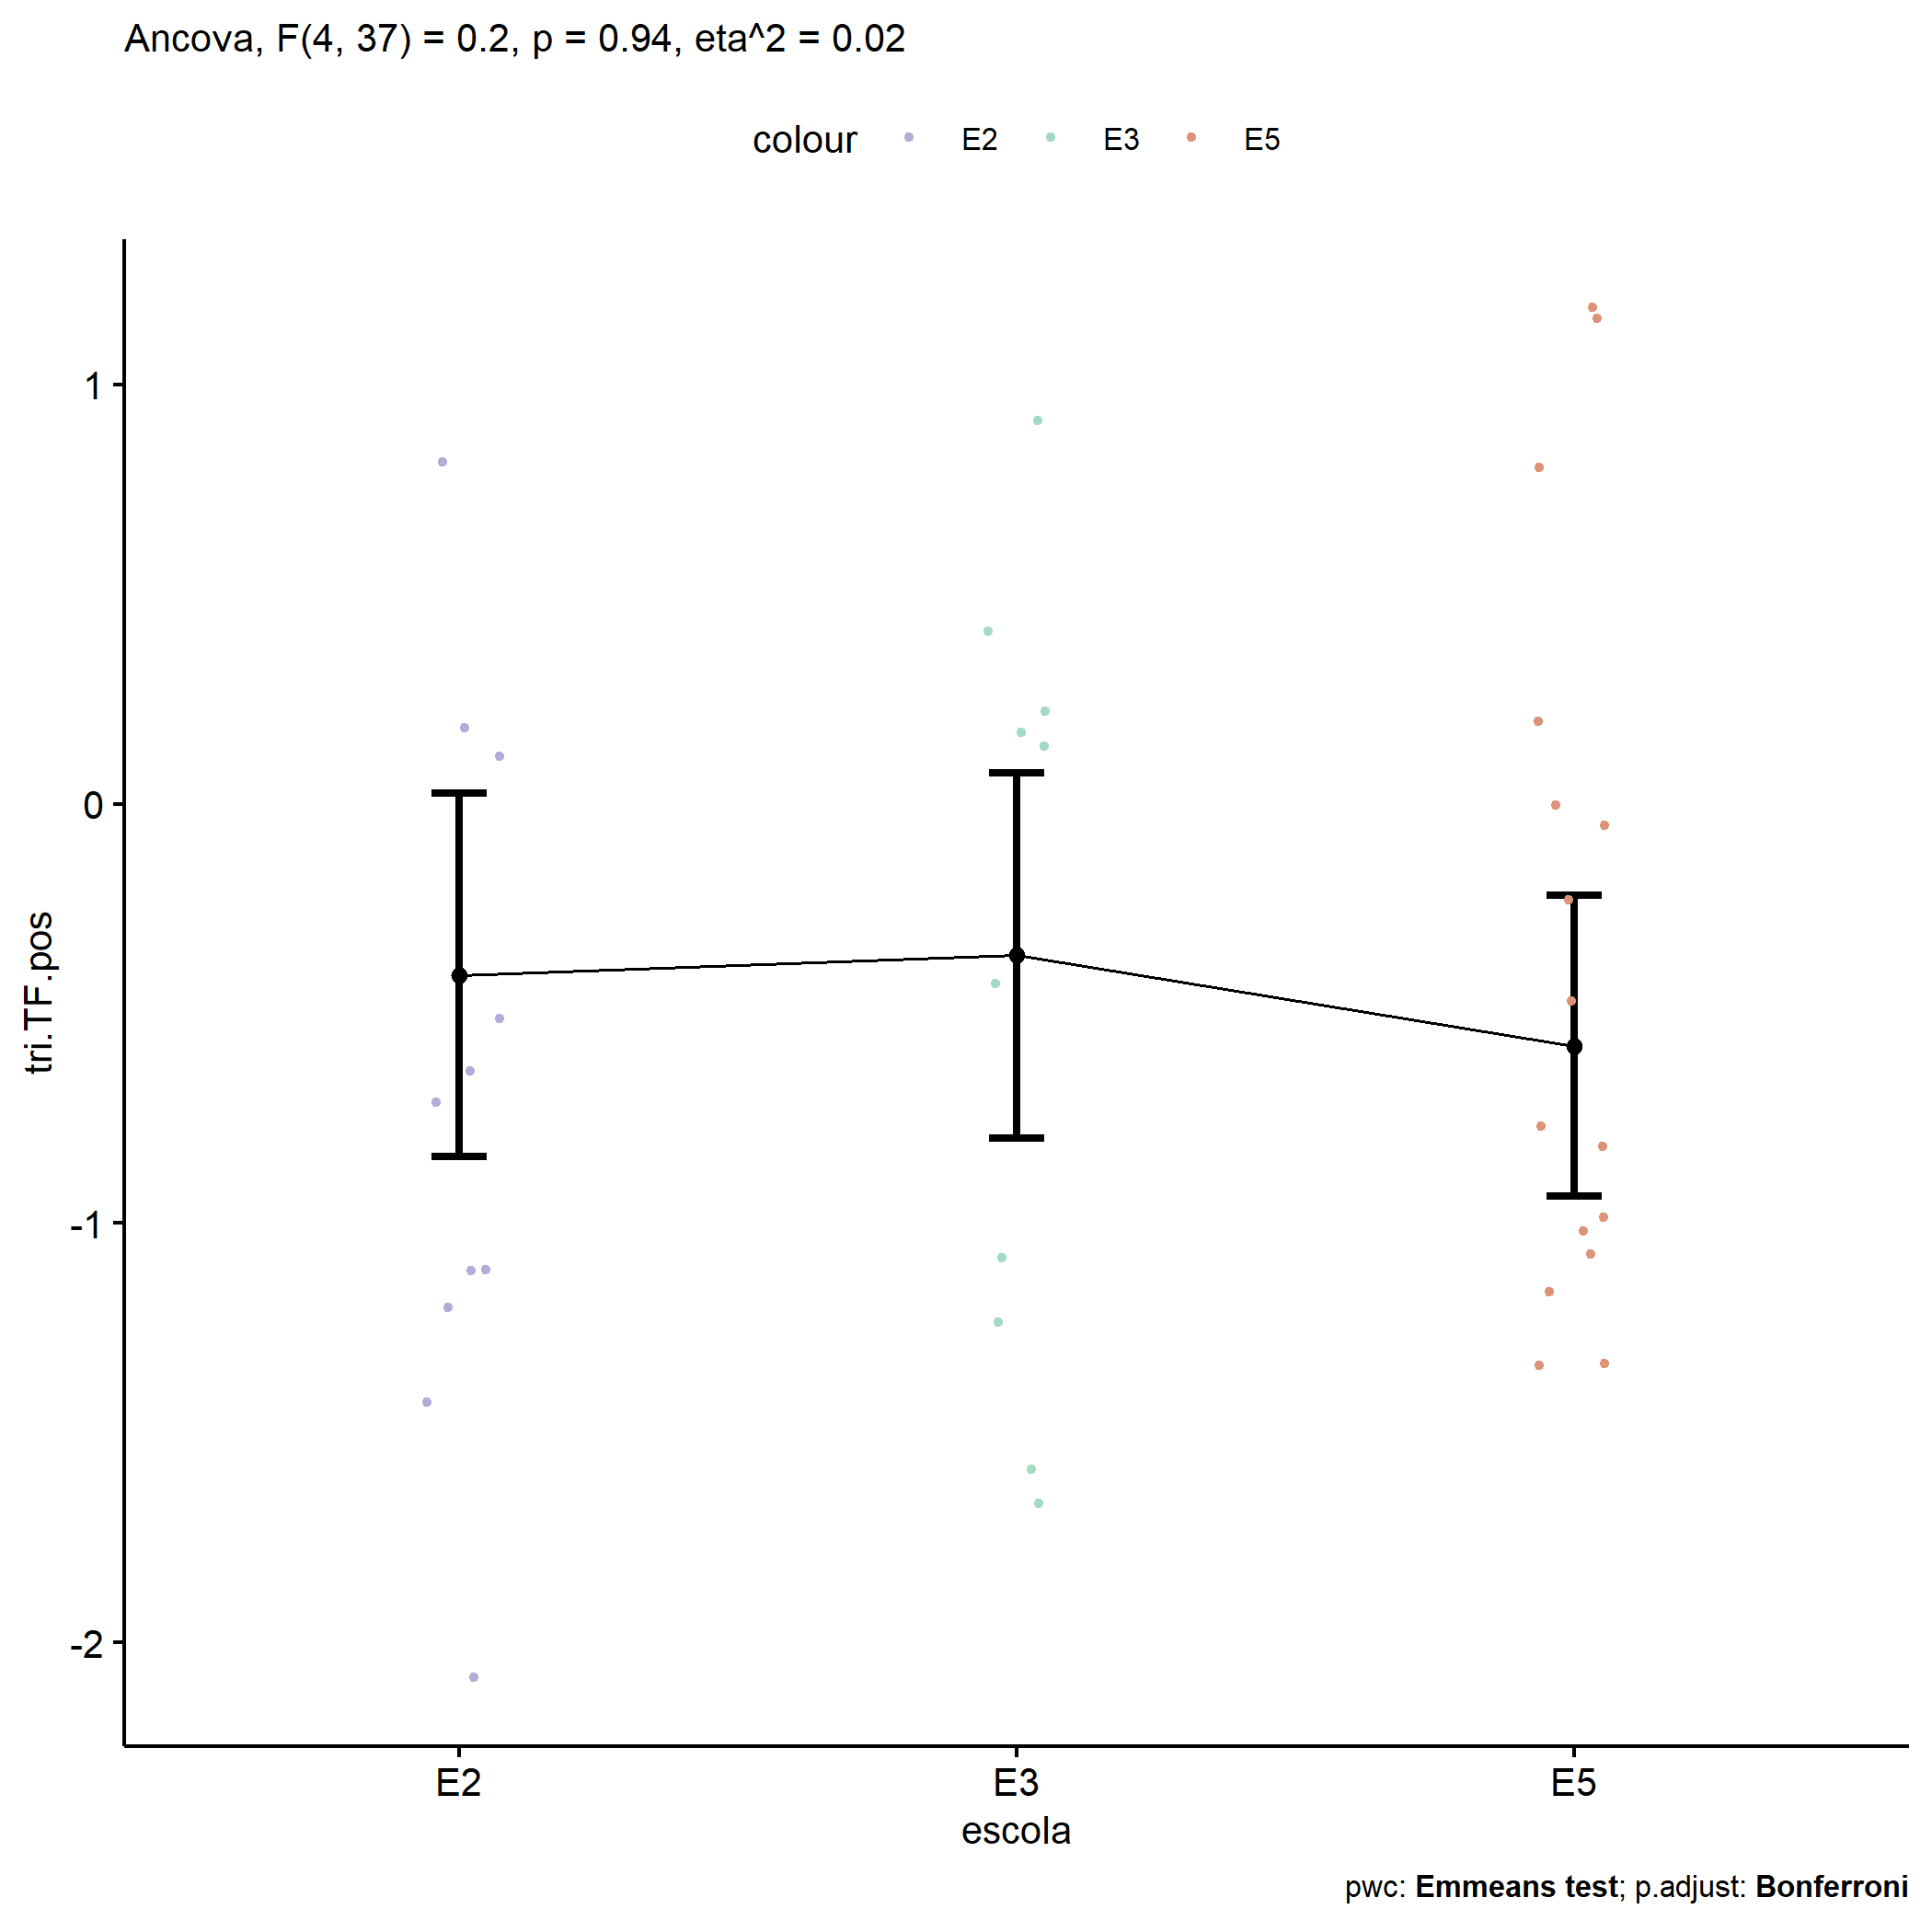 Ancova, F(4, 37) = 0.2, p = 0.94, eta^2 = 0.02
colour E2 E3 E5
1
0
-1
-2
tri.TF.pos
E2 E3 E5
escola
pwc: Emmeans test; p.adjust: Bonferroni